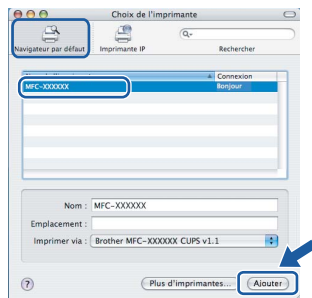 Choix de l'imprimante
Navigateur par défaut
Imprimante IP
Rechercher
Connexion
MFC-XXXXXX
Bonjour
Nom : MFC-XXXXXX
Emplacement :
Imprimer via : Brother MFC-XXXXXX CUPS v1.1
?
Plus d'imprimantes...
Ajouter